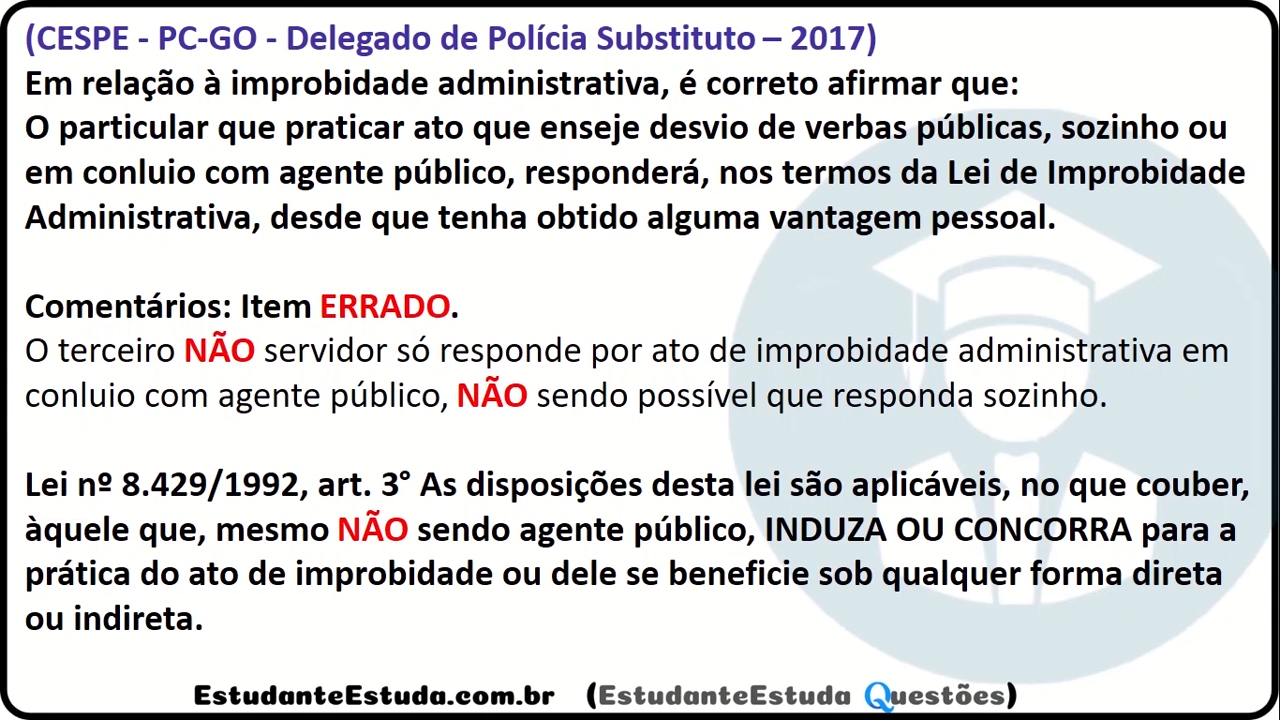 (CESPE - PC-GO - Delegado de Polícia Substituto – 2017)
Em relação à improbidade administrativa, é correto afirmar que:
O particular que praticar ato que enseje desvio de verbas públicas, sozinho ou
em conluio com agente público, responderá, nos termos da Lei de Improbidade
Administrativa, desde que tenha obtido alguma vantagem pessoal.
Comentários: Item ERRADO.
O terceiro NÃO servidor só responde por ato de improbidade administrativa em
conluio com agente público, NÃO sendo possível que responda sozinho.
Lei nº 8.429/1992, art. 3° As disposições desta lei são aplicáveis, no que couber,
àquele que, mesmo NÃO sendo agente público, INDUZA OU CONCORRA para a
prática do ato de improbidade ou dele se beneficie sob qualquer forma direta
ou indireta.
EstudanteEstuda.com.br (EstudanteEstuda Questões)